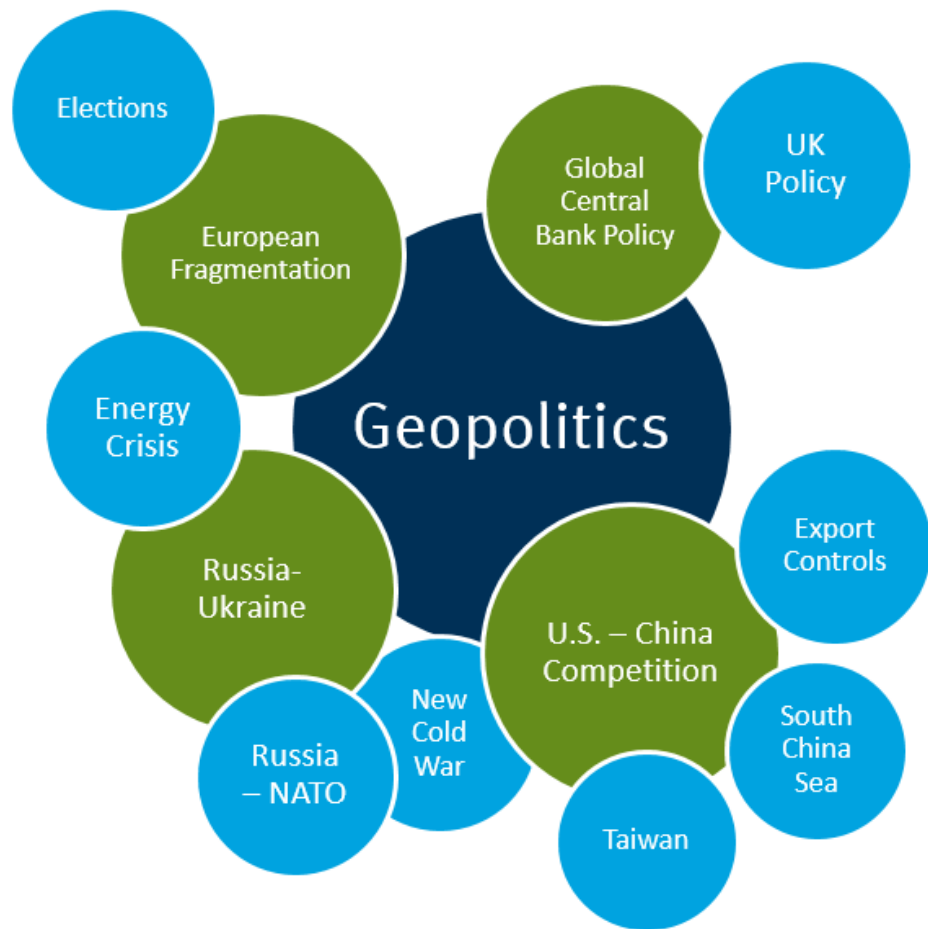 Elections
UK
Policy
Global
Central
Bank Policy
European
Fragmentation
Energy
Crisis
Geopolitics
Export
Controls
Russia-
Ukraine
U.S. – China
Competition
New
Cold
War
South
China
Sea
Russia
– NATO
Taiwan